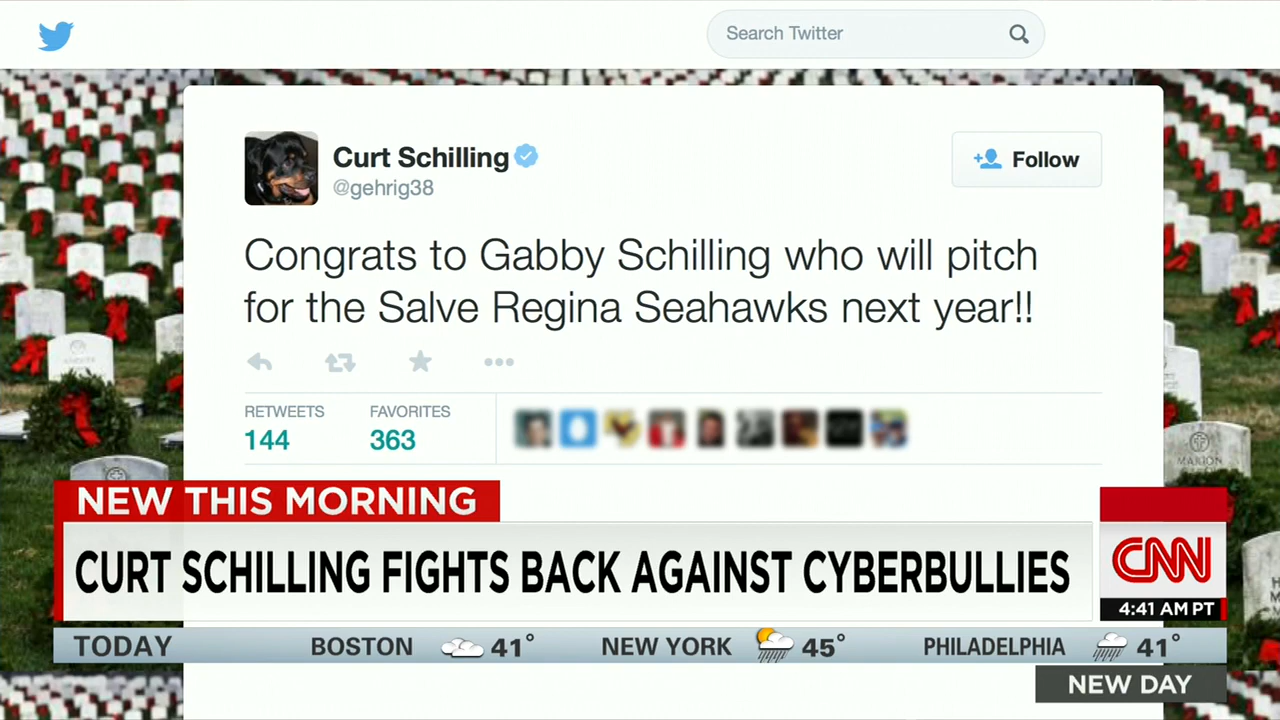 Search Twitter
Curt Schilling
@gehrig38
Follow
Congrats to Gabby Schilling who will pitch
for the Salve Regina Seahawks next year!!
RETWEETS FAVORITES
144 363
MARION
NEW THIS MORNING
CURT SCHILLING FIGHTS BACK AGAINST CYBERBULLIES
CNN
4:41 AM PT
TODAY BOSTON 41° NEW YORK 45° PHILADELPHIA 41°
NEW DAY